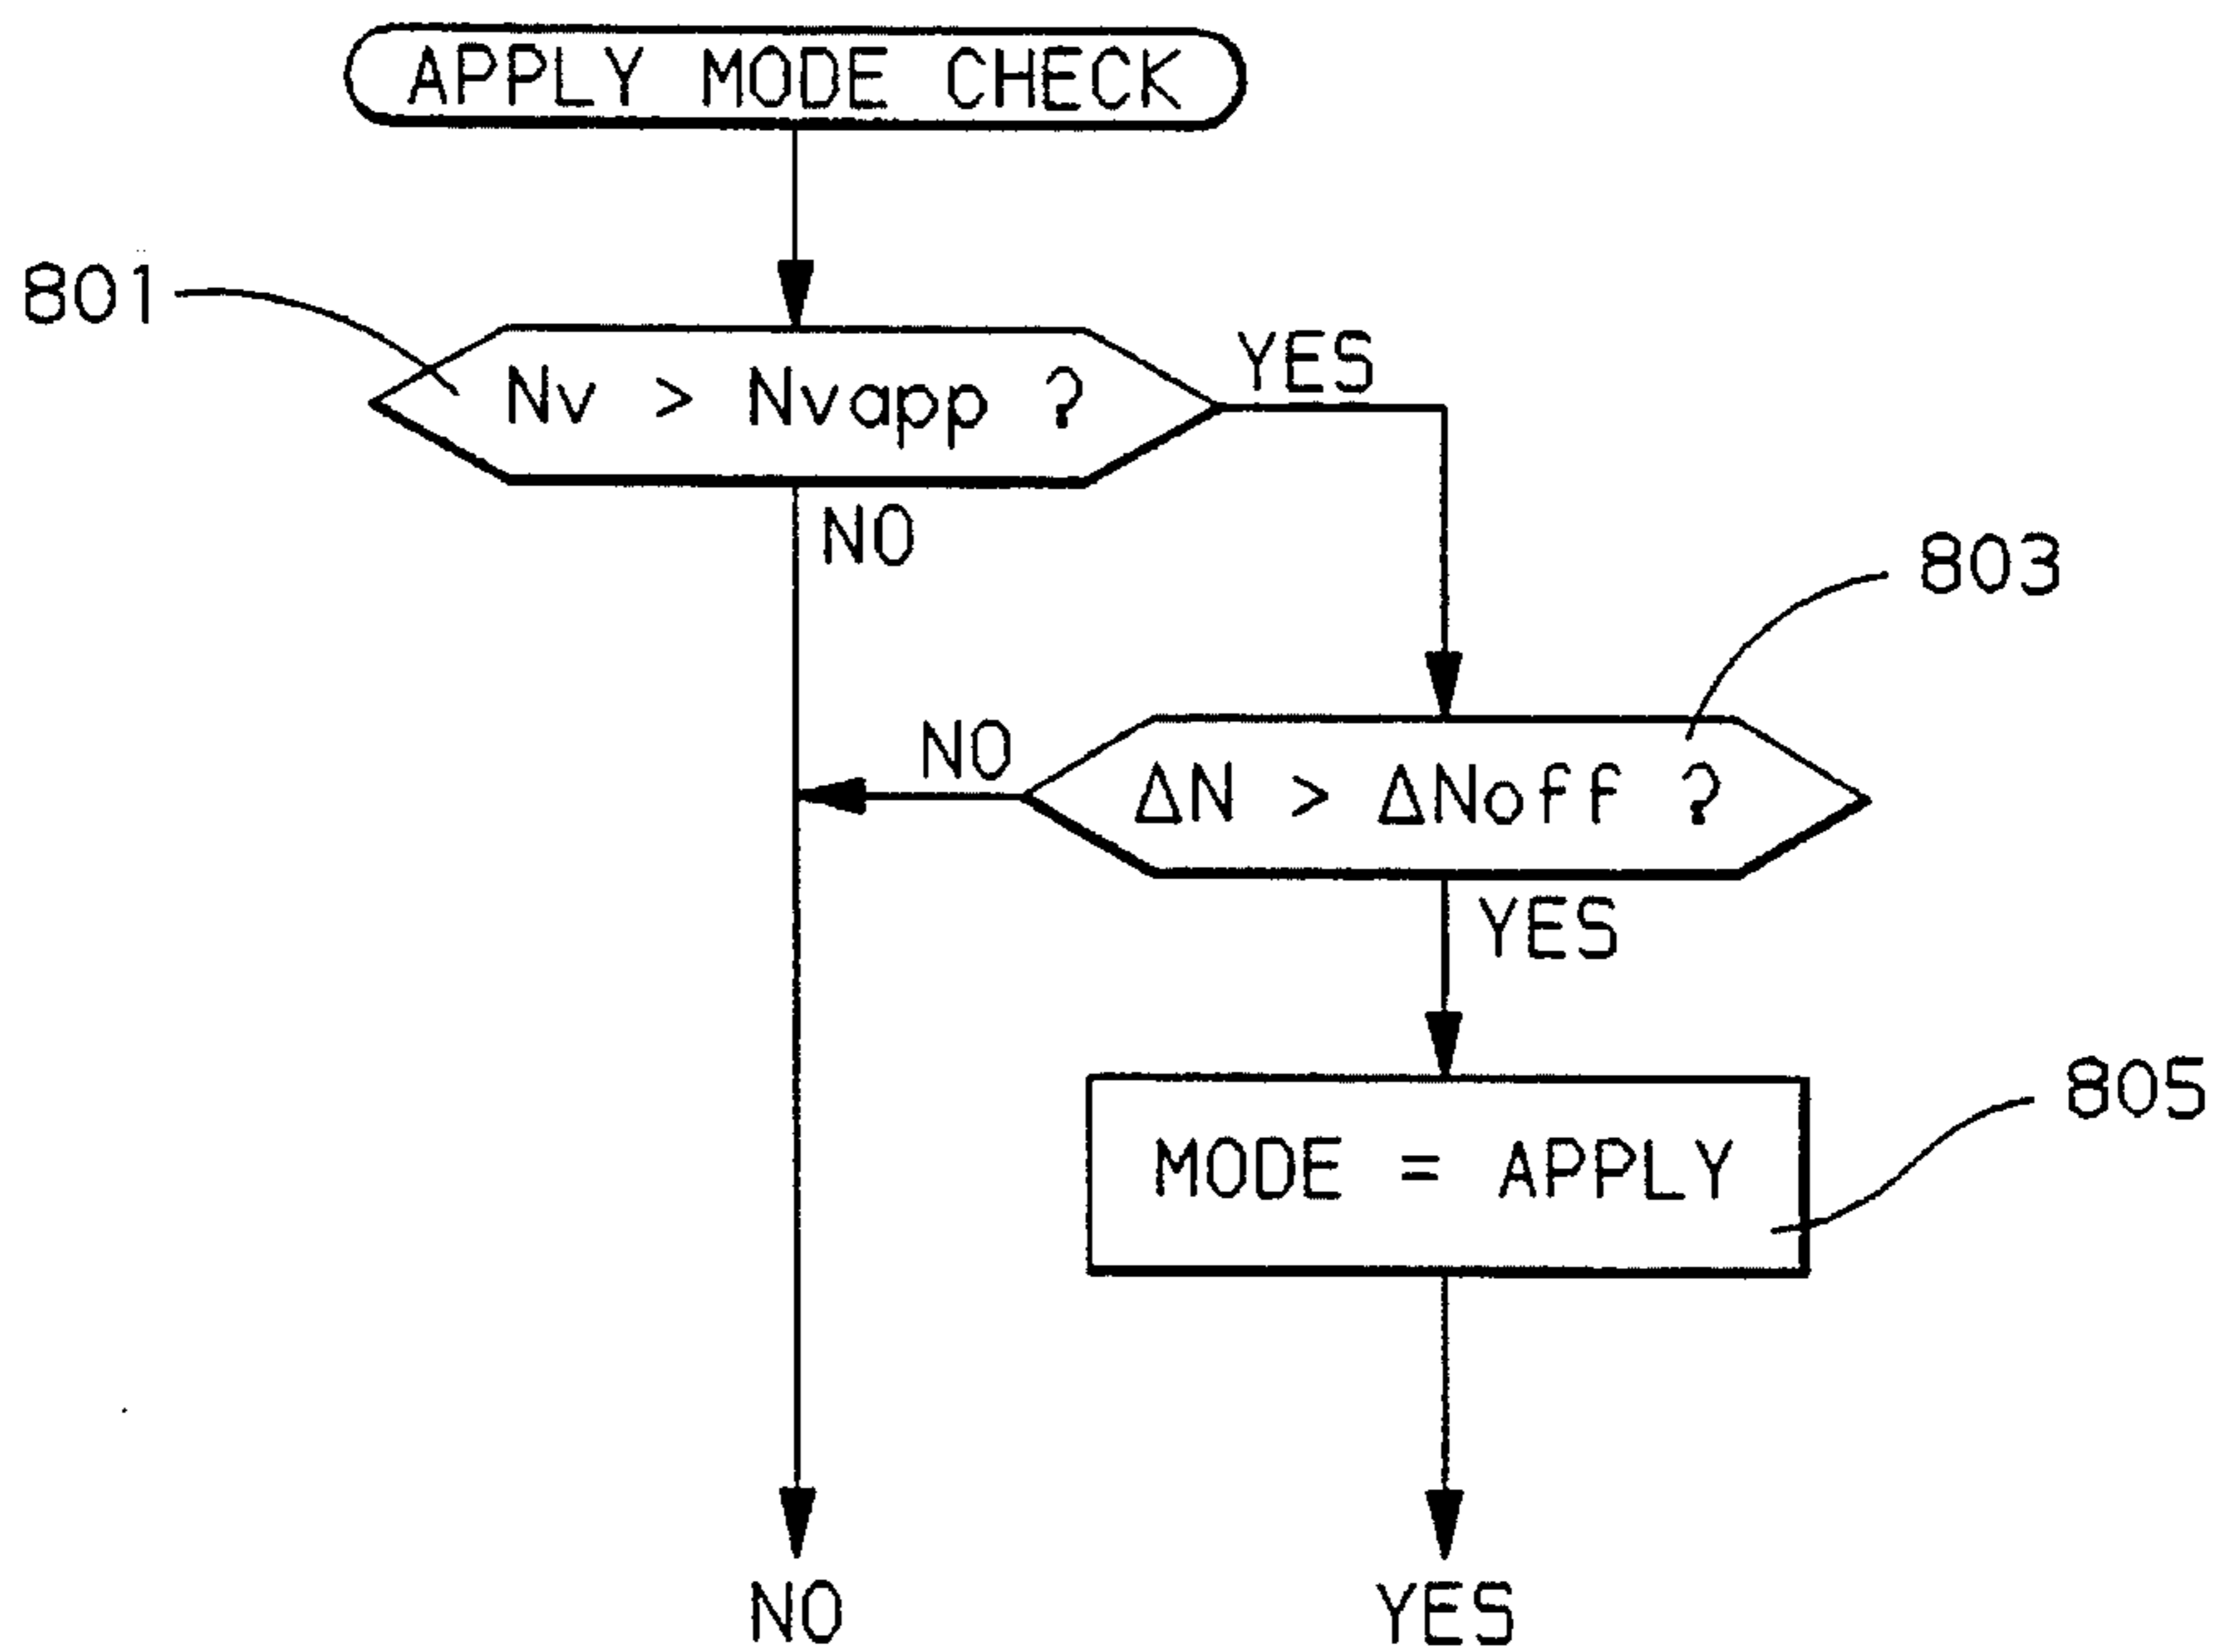 APPLY MODE CHECK
801
Nv > Nvapp ?
YES
NO
803
NO
ΔN > ΔNoff ?
YES
805
MODE = APPLY
NO
YES